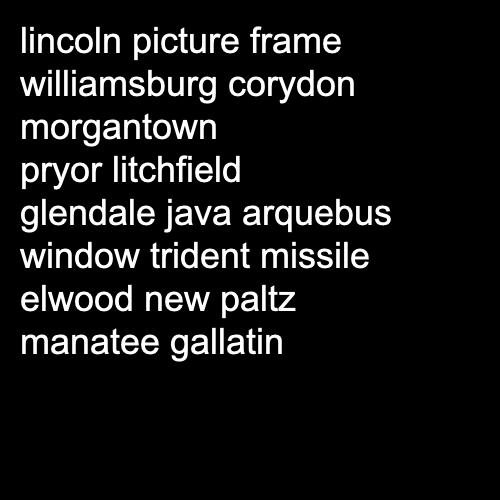 lincoln picture frame
williamsburg corydon
morgantown
pryor litchfield
glendale java arquebus
window trident missile
elwood new paltz
manatee gallatin